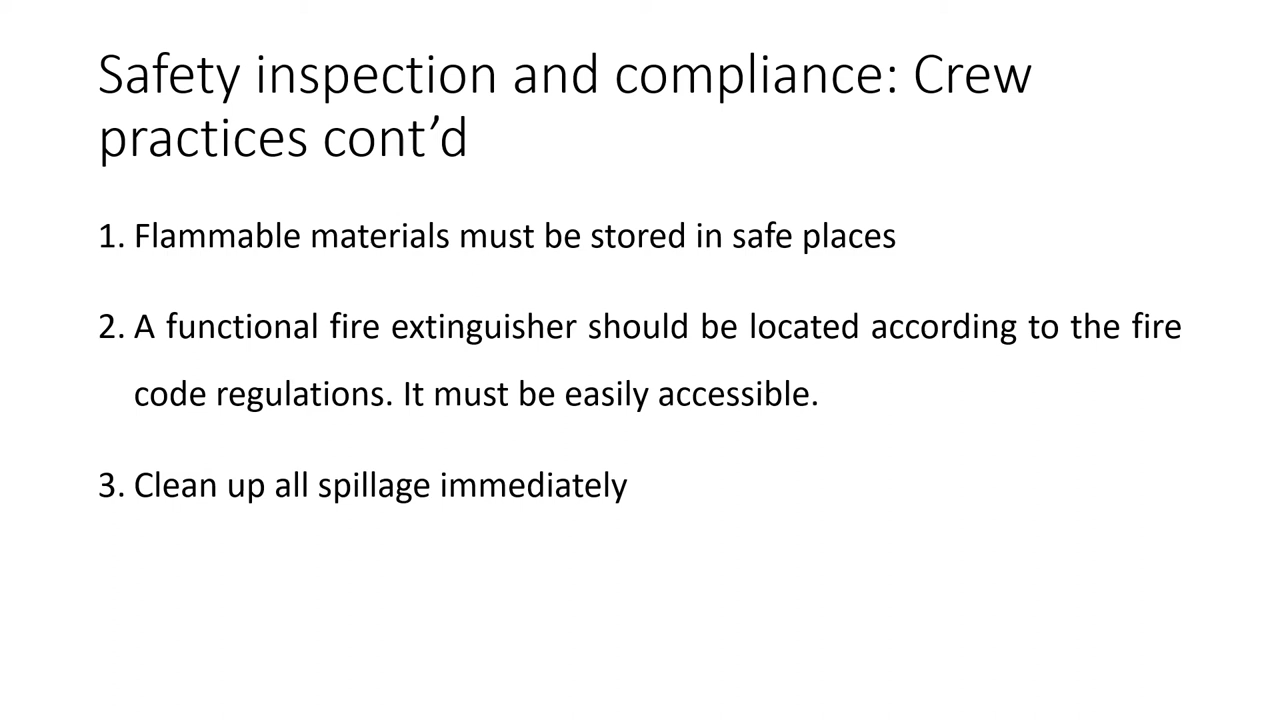 Safety inspection and compliance: Crew
practices cont’d
1. Flammable materials must be stored in safe places
2. A functional fire extinguisher should be located according to the fire
code regulations. It must be easily accessible.
3. Clean up all spillage immediately